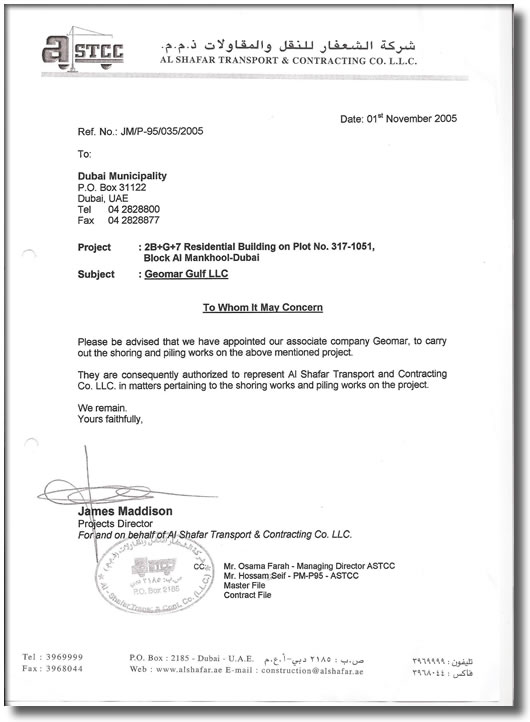 aSTCC
شركة الشعفار للنقل والمقاولات ذ.م.م.
AL SHAFAR TRANSPORT & CONTRACTING CO. L.L.C.
Date: 01st November 2005
Ref. No.: JM/P-95/035/2005
To:
Dubai Municipality
P.O. Box 31122
Dubai, UAE
Tel 04 2828800
Fax 04 2828877
Project : 2B+G+7 Residential Building on Plot No. 317-1051,
Block Al Mankhool-Dubai
Subject : Geomar Gulf LLC
To Whom It May Concern
Please be advised that we have appointed our associate company Geomar, to carry
out the shoring and piling works on the above mentioned project.
They are consequently authorized to represent Al Shafar Transport and Contracting
Co. LLC. in matters pertaining to the shoring works and piling works on the project.
We remain.
Yours faithfully,
James Maddison
Projects Director
For and on behalf of Al Shafar Transport & Contracting Co. LLC.
CC Mr. Osama Farah - Managing Director ASTCC
Mr. Hossam Seif - PM-P95 - ASTCC
Master File
Contract File
ص.ب: ٢١٨٥ دبي
P.O. Box 2185
Al - Shafar Trans. & Cont. Co. (L.L.C.)
Tel : 3969999 P.O. Box : 2185 - Dubai - U.A.E. ص.ب : ٢١٨٥ دبي-أ.ع.م تليفون : ٣٩٦٩٩٩٩
Fax : 3968044 Web : www.alshafar.ae E-mail : construction@alshafar.ae فاكس : ٣٩٦٨٠٤٤